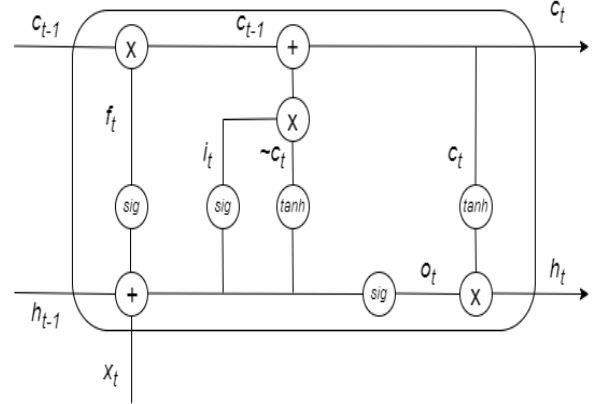 c_{t-1} c_{t-1} c_t
x +
f_t x
i_t ~c_t c_t
sig sig tanh tanh
+ sig o_t x h_t
h_{t-1}
x_t